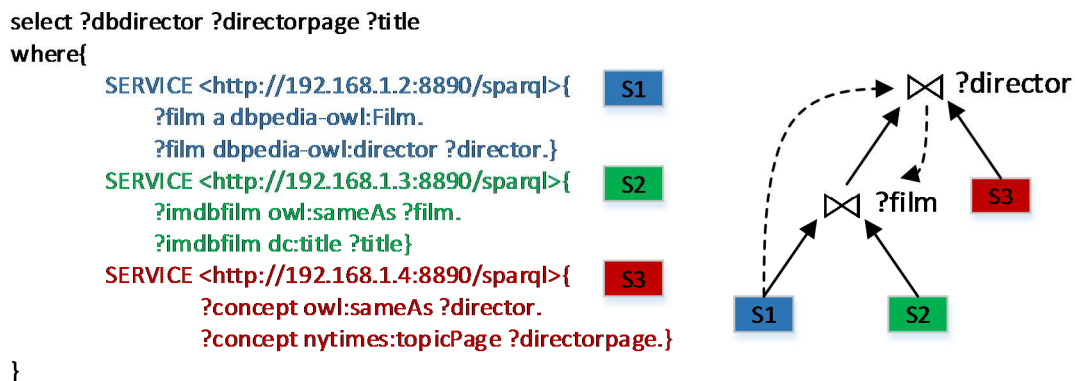 select ?dbdirector ?directorpage ?title
where{
SERVICE <http://192.168.1.2:8890/sparql>{
S1
?film a dbpedia-owl:Film.
?film dbpedia-owl:director ?director.}
SERVICE <http://192.168.1.3:8890/sparql>{
S2
?imdbfilm owl:sameAs ?film.
?imdbfilm dc:title ?title}
SERVICE <http://192.168.1.4:8890/sparql>{
S3
?concept owl:sameAs ?director.
?concept nytimes:topicPage ?directorpage.}
}
?director
S3
?film
S1
S2